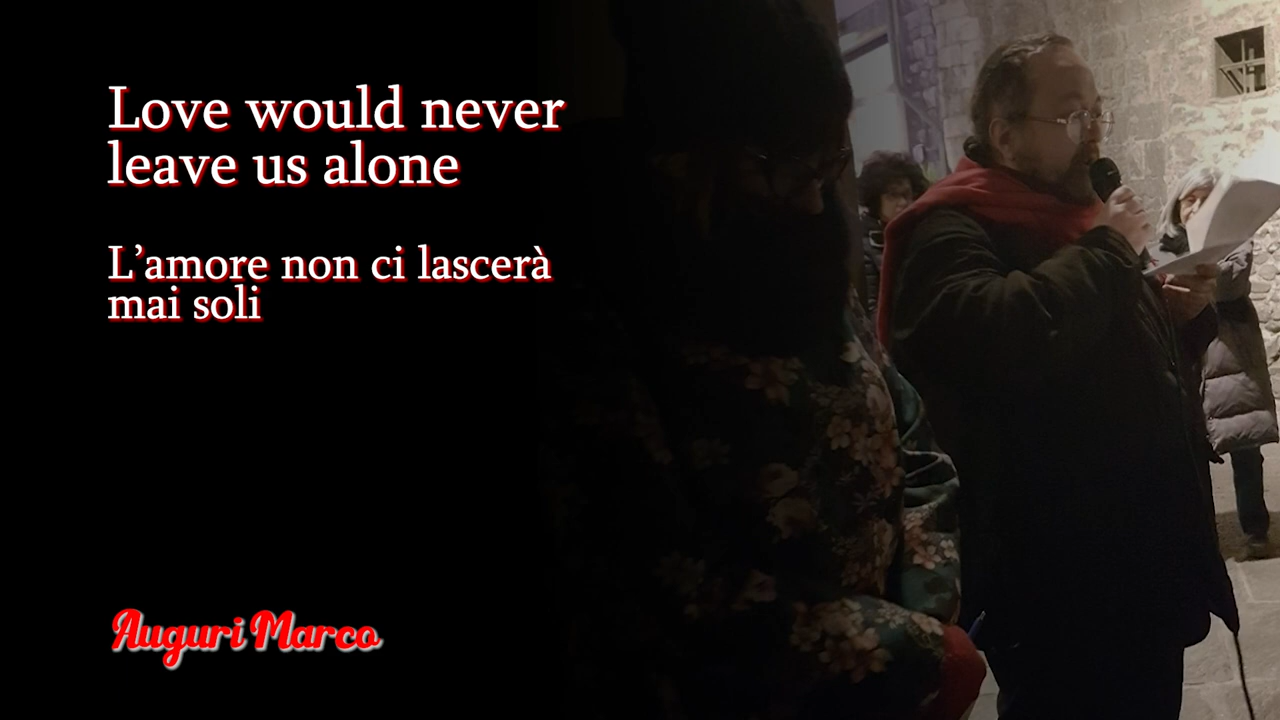 Love would never
leave us alone
L’amore non ci lascerà
mai soli
Auguri Marco